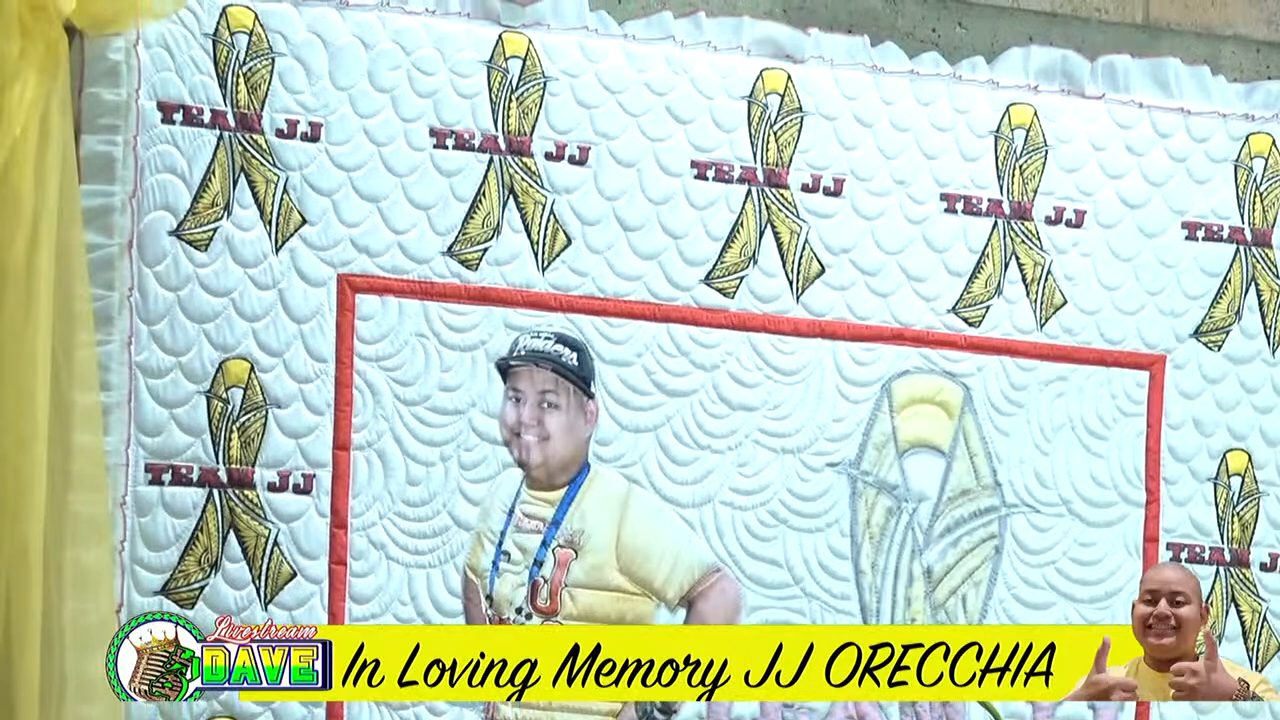 TEAM JJ
TEAM JJ
TEAM JJ
TEAM JJ
TEAM
Raiders
TEAM JJ
TEAM J
J
Livestream
DAVE
In Loving Memory JJ ORECCHIA